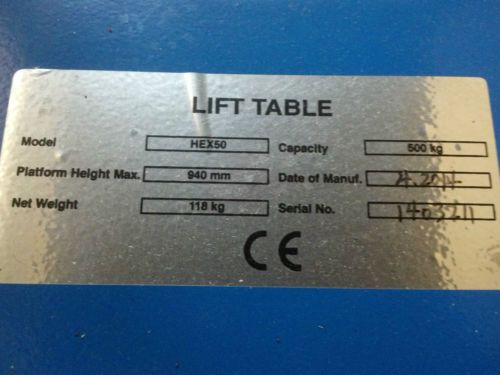 LIFT TABLE
Model HEX50 Capacity 500 kg
Platform Height Max. 940 mm Date of Manuf. 4.2014
Net Weight 118 kg Serial No. 1403211
CE